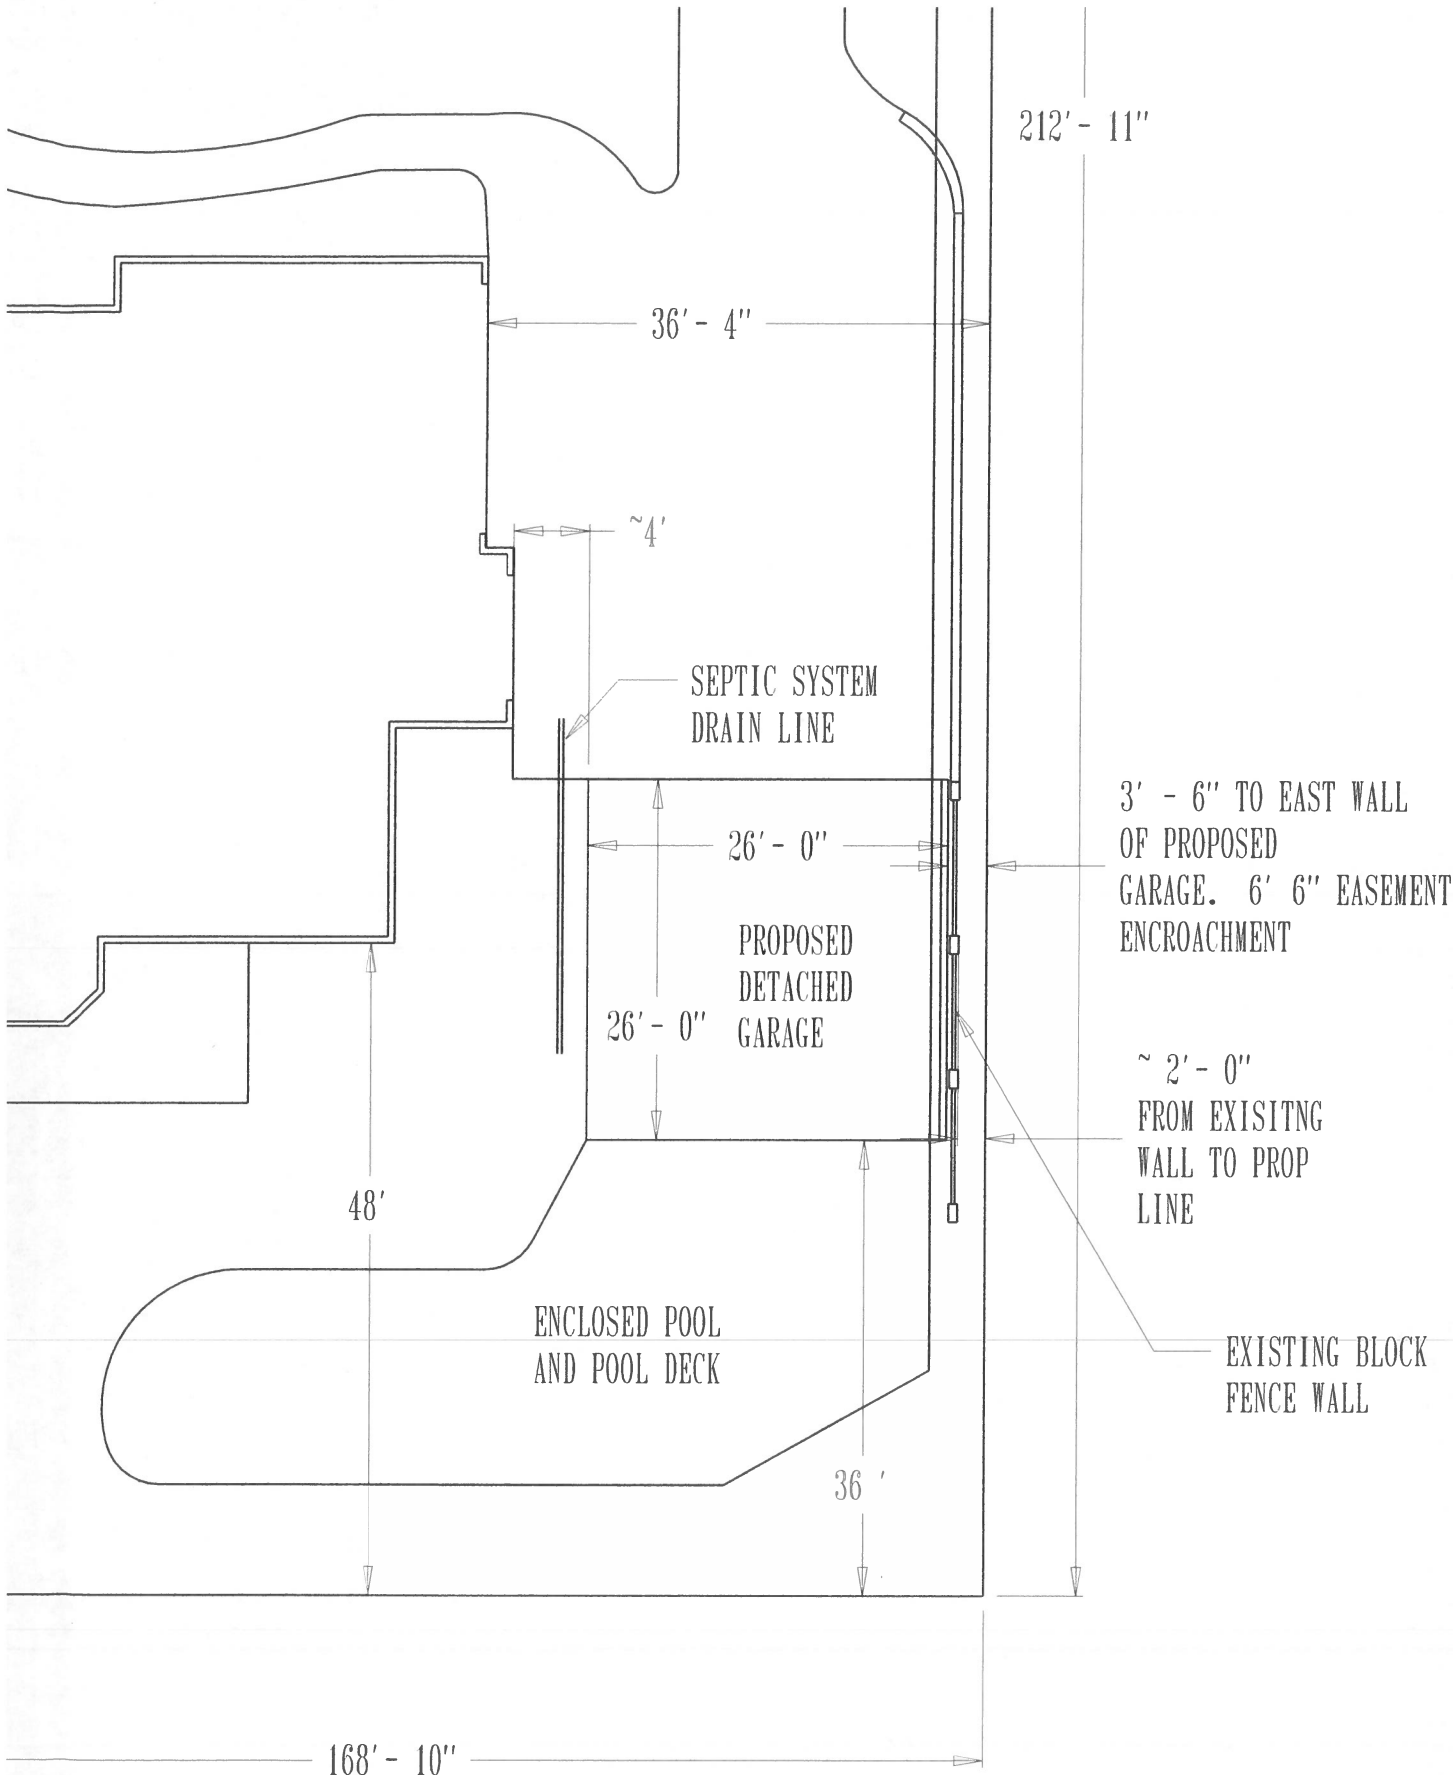 212'- 11"
36'- 4"
~4'
SEPTIC SYSTEM
DRAIN LINE
26'- 0"
3' - 6" TO EAST WALL
OF PROPOSED
GARAGE. 6' 6" EASEMENT
ENCROACHMENT
PROPOSED
DETACHED
GARAGE
26'- 0"
~ 2'- 0"
FROM EXISITNG
WALL TO PROP
LINE
48'
ENCLOSED POOL
AND POOL DECK
EXISTING BLOCK
FENCE WALL
36 '
168'- 10"